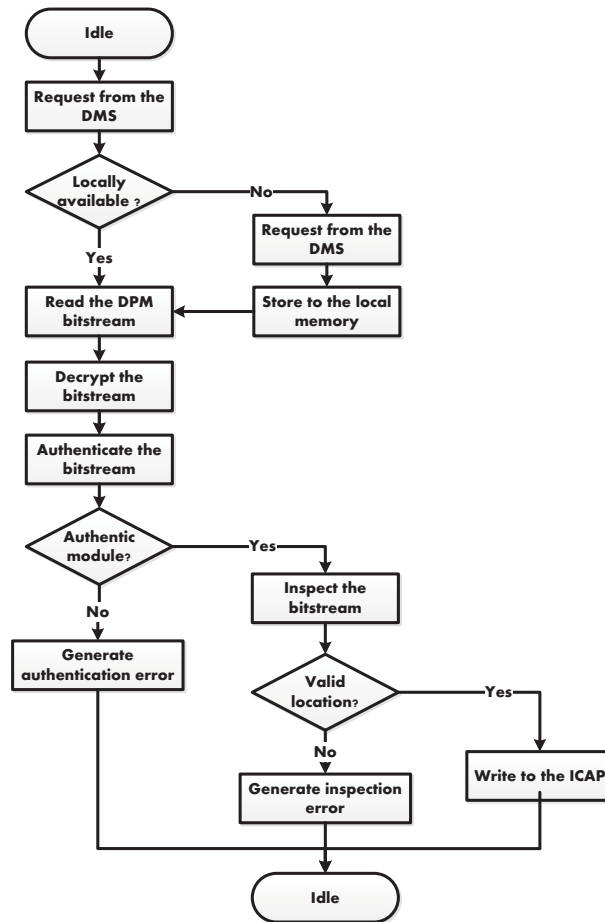 Idle
Request from the
DMS
Locally
available ?
No
Request from the
DMS
Yes
Read the DPM
bitstream
Store to the local
memory
Decrypt the
bitstream
Authenticate the
bitstream
Authentic
module?
Yes
Inspect the
bitstream
No
Generate
authentication error
Valid
location?
Yes
No
Generate inspection
error
Write to the ICAP
Idle